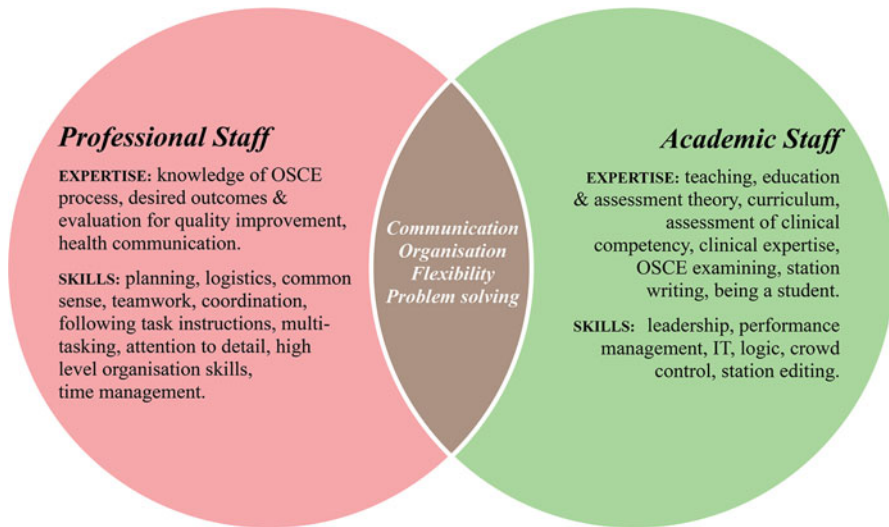 Professional Staff
EXPERTISE: knowledge of OSCE
process, desired outcomes &
evaluation for quality improvement,
health communication.
SKILLS: planning, logistics, common
sense, teamwork, coordination,
following task instructions, multi-
tasking, attention to detail, high
level organisation skills,
time management.
Communication
Organisation
Flexibility
Problem solving
Academic Staff
EXPERTISE: teaching, education
& assessment theory, curriculum,
assessment of clinical
competency, clinical expertise,
OSCE examining, station
writing, being a student.
SKILLS: leadership, performance
management, IT, logic, crowd
control, station editing.